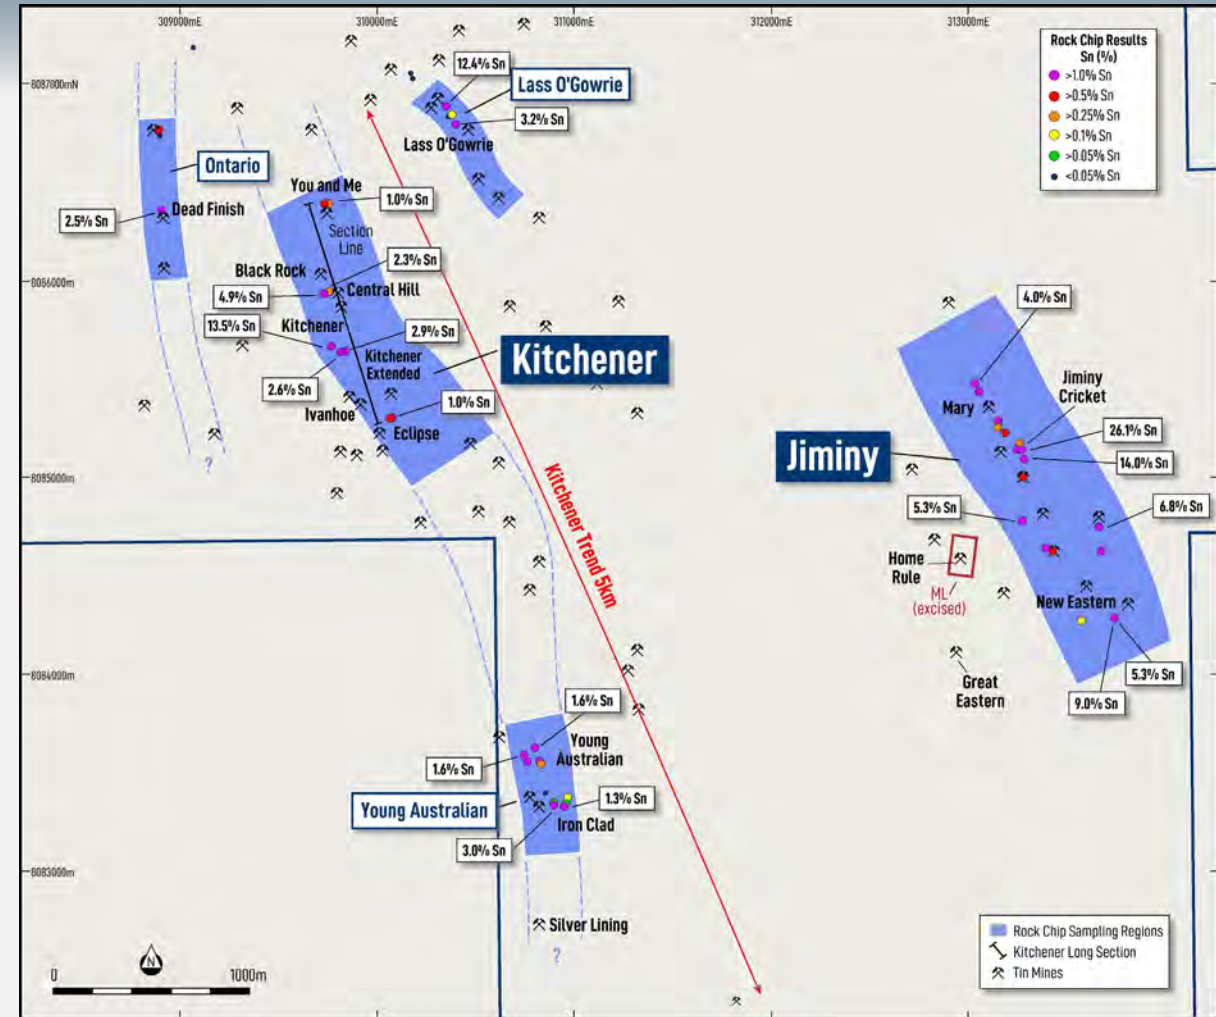 309000mE
310000mE
311000mE
312000mE
313000mE
8087000mN
8086000m
8085000m
8084000m
8083000m
Rock Chip Results
Sn (%)
>1.0% Sn
>0.5% Sn
>0.25% Sn
>0.1% Sn
>0.05% Sn
<0.05% Sn
12.4% Sn
Lass O'Gowrie
3.2% Sn
Lass O'Gowrie
Ontario
Dead Finish
2.5% Sn
?
You and Me
1.0% Sn
Section
Line
2.3% Sn
Black Rock
Central Hill
4.9% Sn
13.5% Sn
Kitchener
2.9% Sn
Kitchener
Extended
2.6% Sn
Kitchener
Ivanhoe
1.0% Sn
Eclipse
Kitchener Trend 5km
4.0% Sn
Jiminy
Cricket
Mary
26.1% Sn
14.0% Sn
Jiminy
5.3% Sn
6.8% Sn
Home
Rule
ML
(excised)
New Eastern
Great
Eastern
5.3% Sn
9.0% Sn
1.6% Sn
Young
Australian
1.6% Sn
Young Australian
1.3% Sn
Iron Clad
3.0% Sn
Silver Lining
?
N
0
1000m
Rock Chip Sampling Regions
Kitchener Long Section
Tin Mines